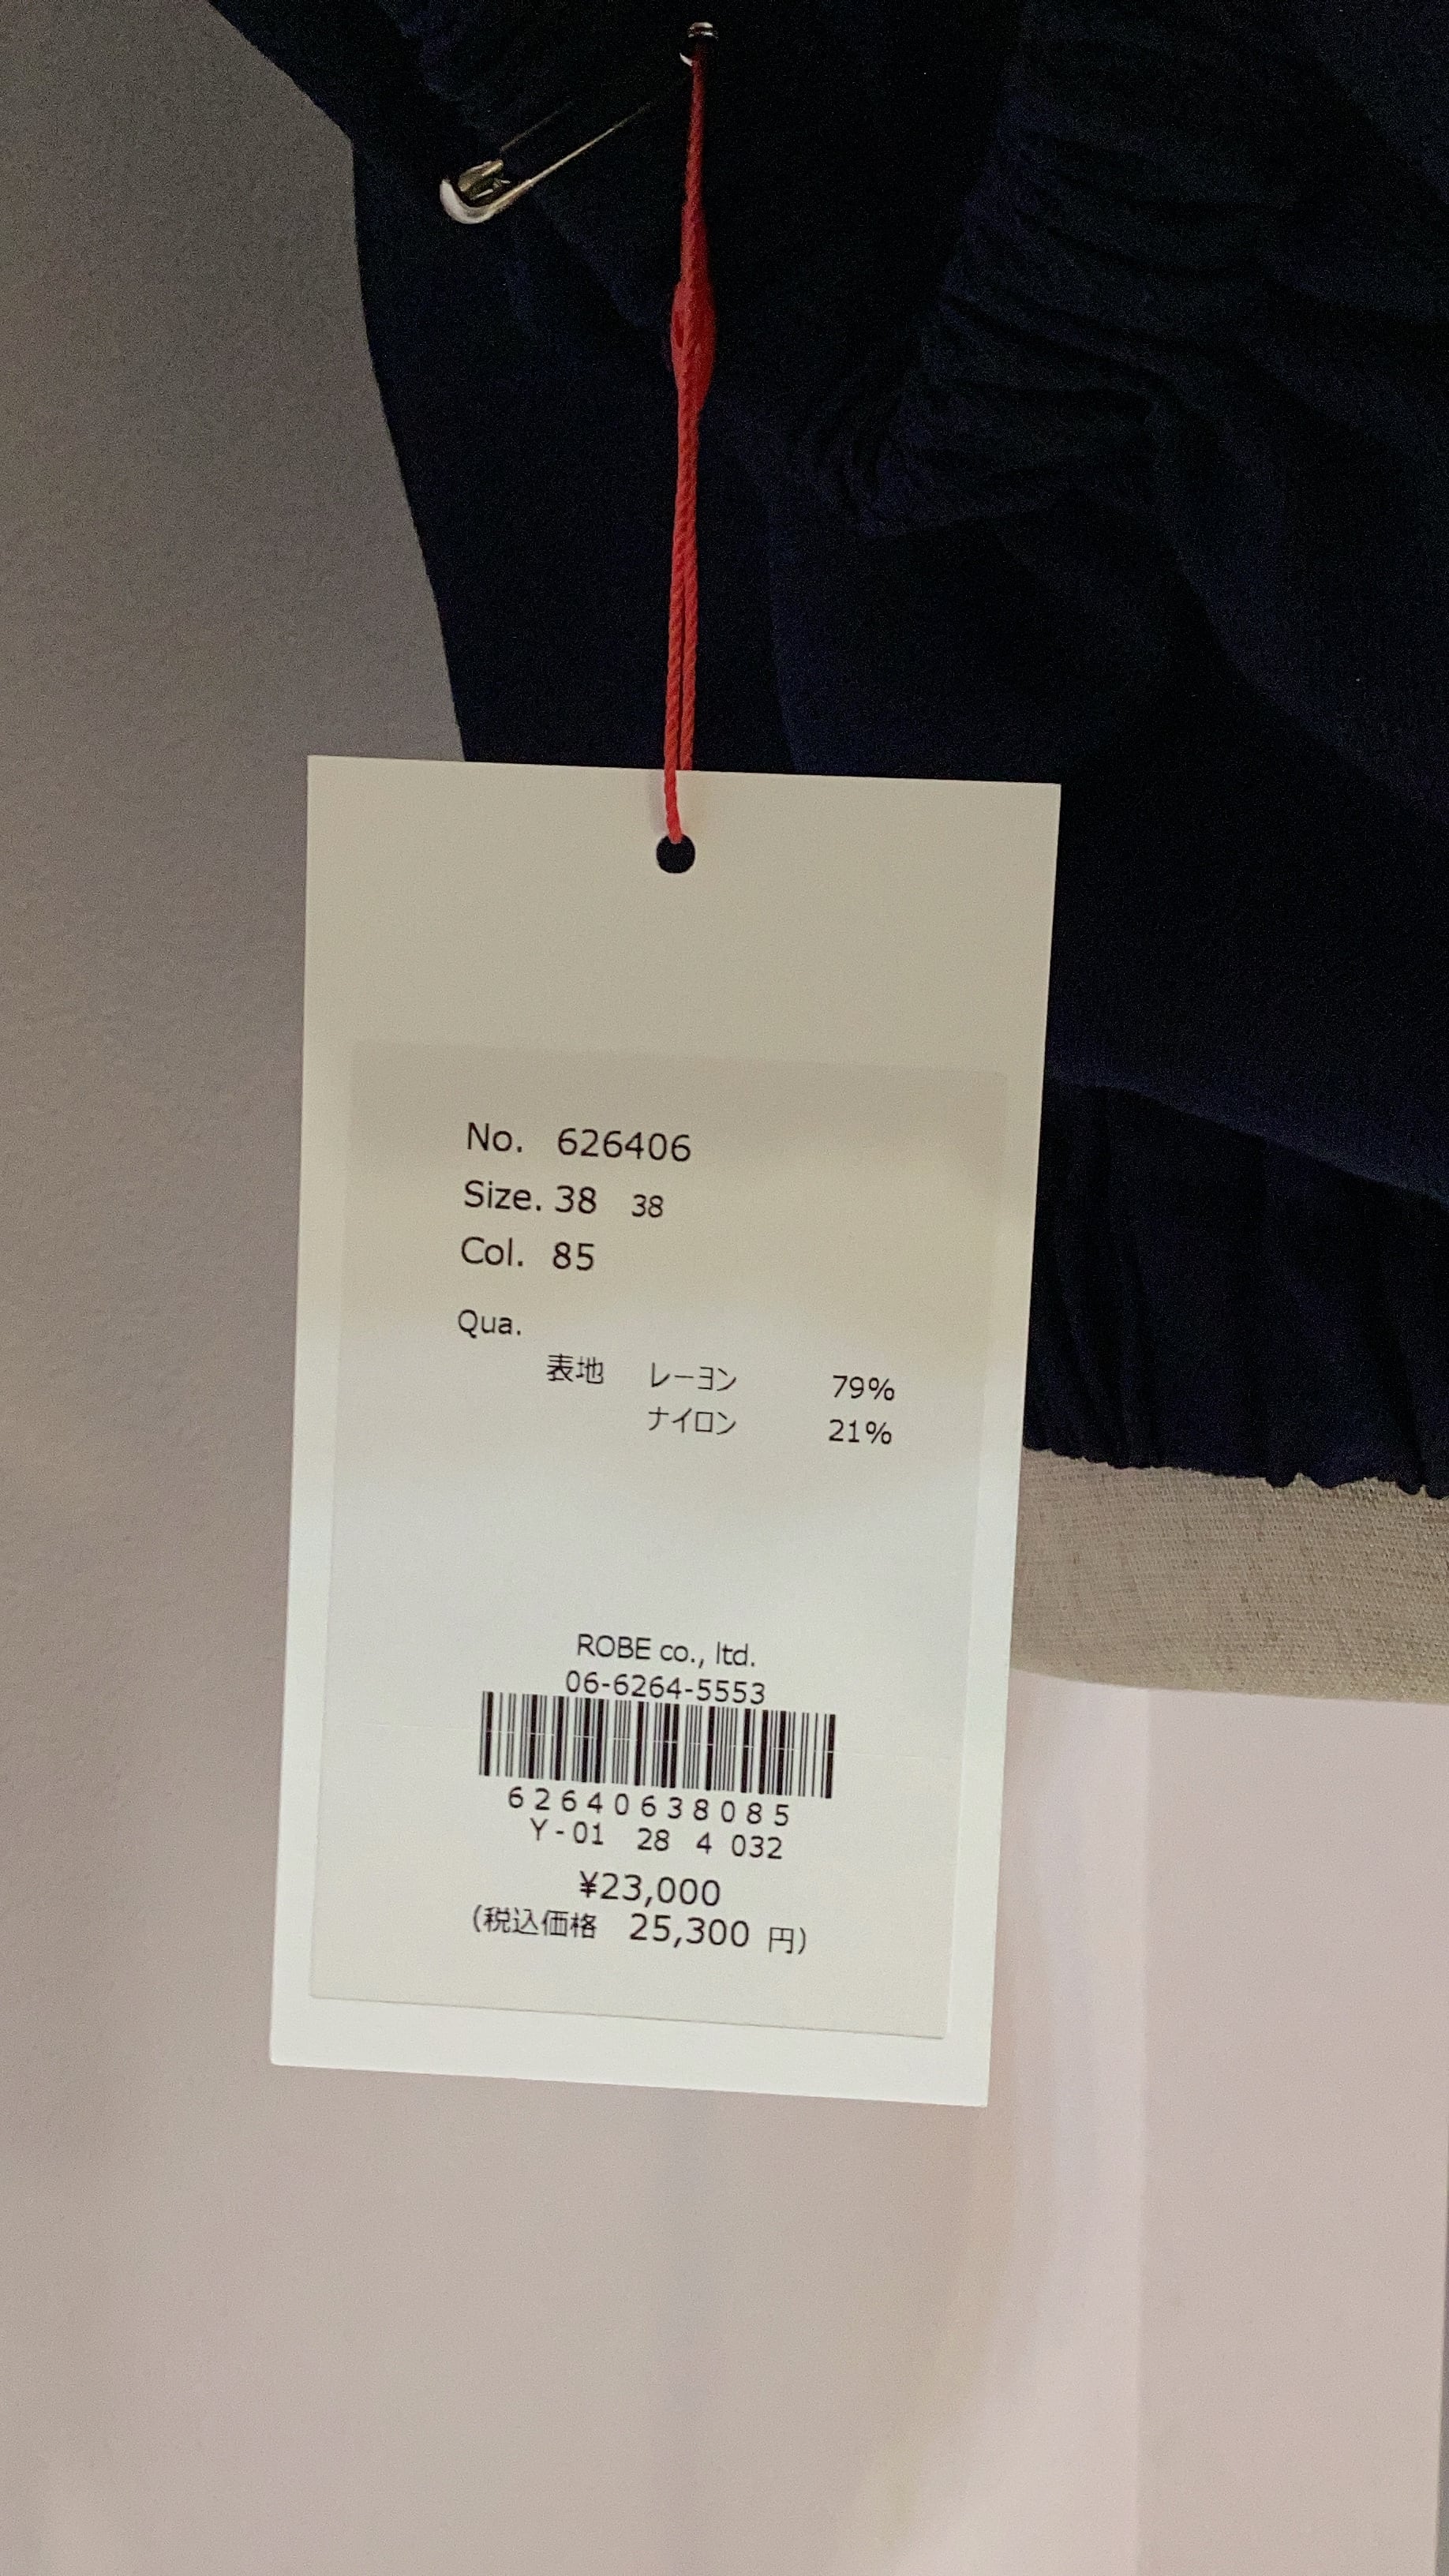 No. 626406
Size. 38 38
Col. 85
Qua.
表地 レーヨン 79%
ナイロン 21%
ROBE co., ltd.
06-6264-5553
62640638085
Y-01 28 4 032
¥23,000
(税込価格 25,300 円)